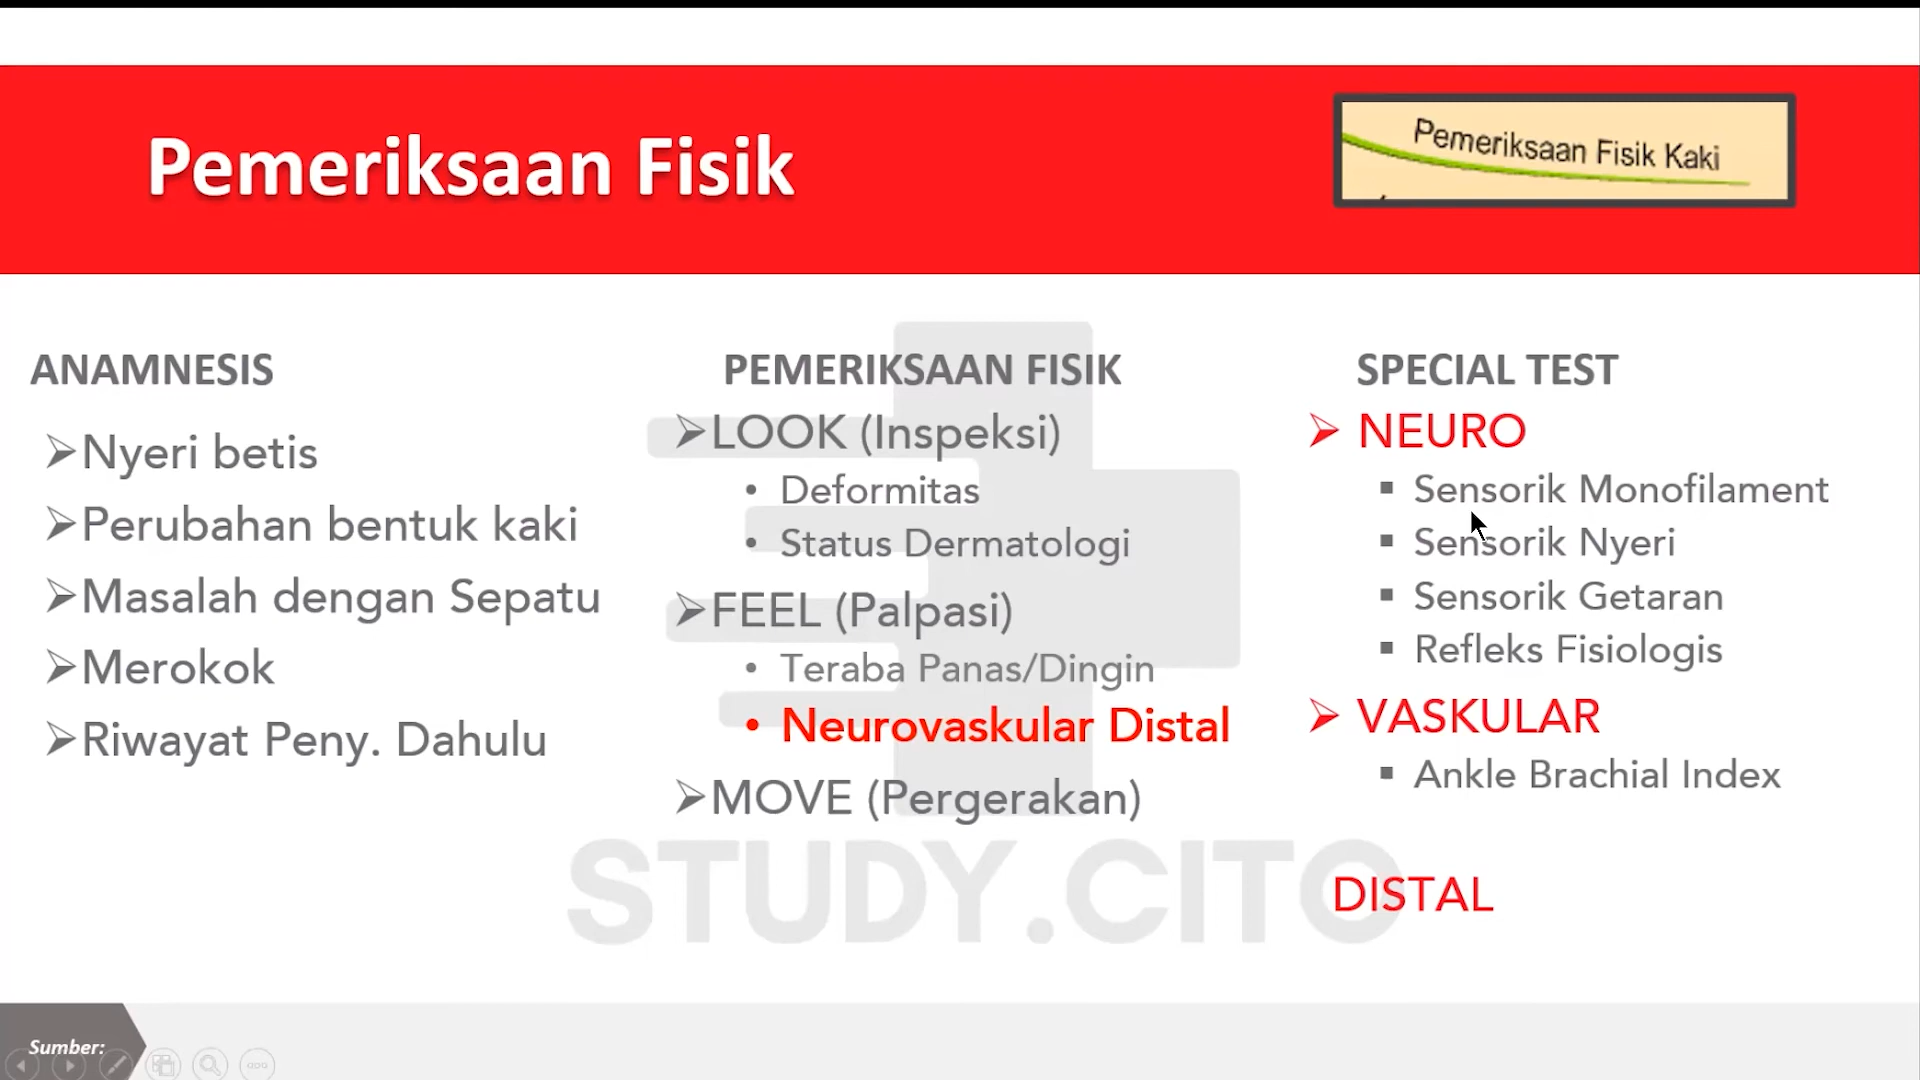 Pemeriksaan Fisik
Pemeriksaan Fisik Kaki
ANAMNESIS
➢Nyeri betis
➢Perubahan bentuk kaki
➢Masalah dengan Sepatu
➢Merokok
➢Riwayat Peny. Dahulu
PEMERIKSAAN FISIK
➢LOOK (Inspeksi)
• Deformitas
• Status Dermatologi
➢FEEL (Palpasi)
• Teraba Panas/Dingin
• Neurovaskular Distal
➢MOVE (Pergerakan)
SPECIAL TEST
➢ NEURO
▪ Sensorik Monofilament
▪ Sensorik Nyeri
▪ Sensorik Getaran
▪ Refleks Fisiologis
➢ VASKULAR
▪ Ankle Brachial Index
DISTAL
STUDY.CITO
Sumber: